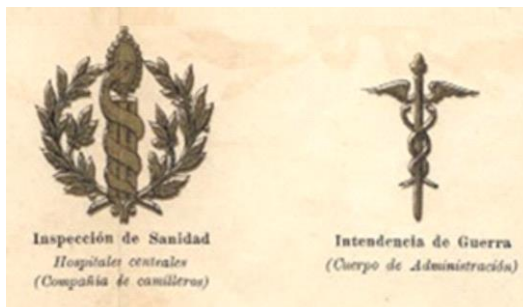 Inspección de Sanidad
Hospitales centrales
(Compañía de camilleros)
Intendencia de Guerra
(Cuerpo de Administración)